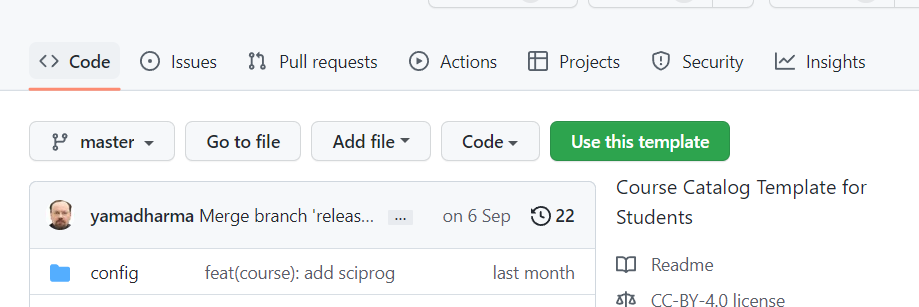 Code Issues Pull requests Actions Projects Security Insights
master Go to file Add file Code Use this template
yamadharma Merge branch 'releas... ... on 6 Sep 22
config feat(course): add sciprog last month
Course Catalog Template for
Students
Readme
CC-BY-4.0 license